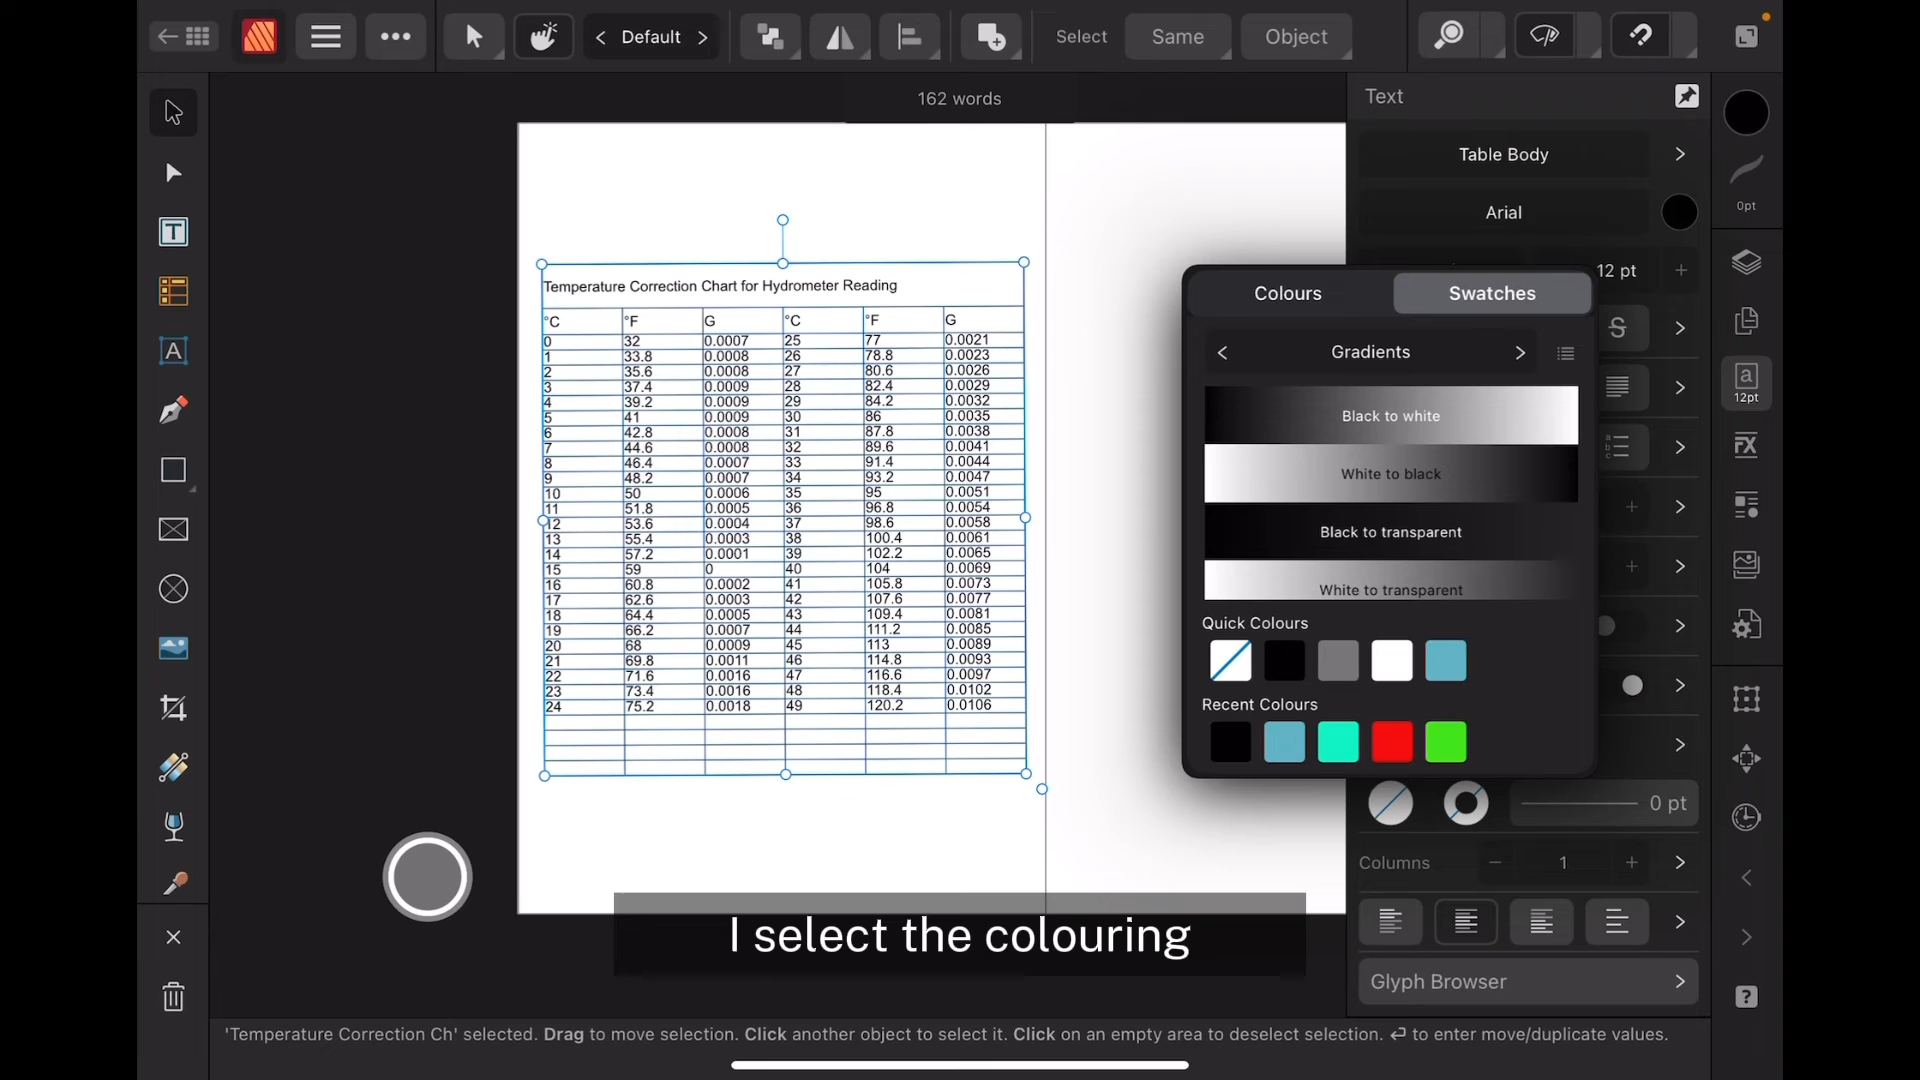 Default
Select
Same
Object
162 words
Text
Table Body
Arial
0pt
12 pt
Colours
Swatches
Gradients
Black to white
White to black
Black to transparent
White to transparent
Quick Colours
Recent Colours
S
a
12pt
FX
0 pt
Columns
1
Glyph Browser
T
A
Temperature Correction Chart for Hydrometer Reading
°C °F G °C °F G
0 32 0.0007 25 77 0.0021
1 33.8 0.0008 26 78.8 0.0023
2 35.6 0.0008 27 80.6 0.0026
3 37.4 0.0009 28 82.4 0.0029
4 39.2 0.0009 29 84.2 0.0032
5 41 0.0009 30 86 0.0035
6 42.8 0.0008 31 87.8 0.0038
7 44.6 0.0008 32 89.6 0.0041
8 46.4 0.0007 33 91.4 0.0044
9 48.2 0.0007 34 93.2 0.0047
10 50 0.0006 35 95 0.0051
11 51.8 0.0005 36 96.8 0.0054
12 53.6 0.0004 37 98.6 0.0058
13 55.4 0.0003 38 100.4 0.0061
14 57.2 0.0001 39 102.2 0.0065
15 59 0 40 104 0.0069
16 60.8 0.0002 41 105.8 0.0073
17 62.6 0.0003 42 107.6 0.0077
18 64.4 0.0005 43 109.4 0.0081
19 66.2 0.0007 44 111.2 0.0085
20 68 0.0009 45 113 0.0089
21 69.8 0.0011 46 114.8 0.0093
22 71.6 0.0016 47 116.6 0.0097
23 73.4 0.0016 48 118.4 0.0102
24 75.2 0.0018 49 120.2 0.0106
I select the colouring
'Temperature Correction Ch' selected. Drag to move selection. Click another object to select it. Click on an empty area to deselect selection. ↵ to enter move/duplicate values.